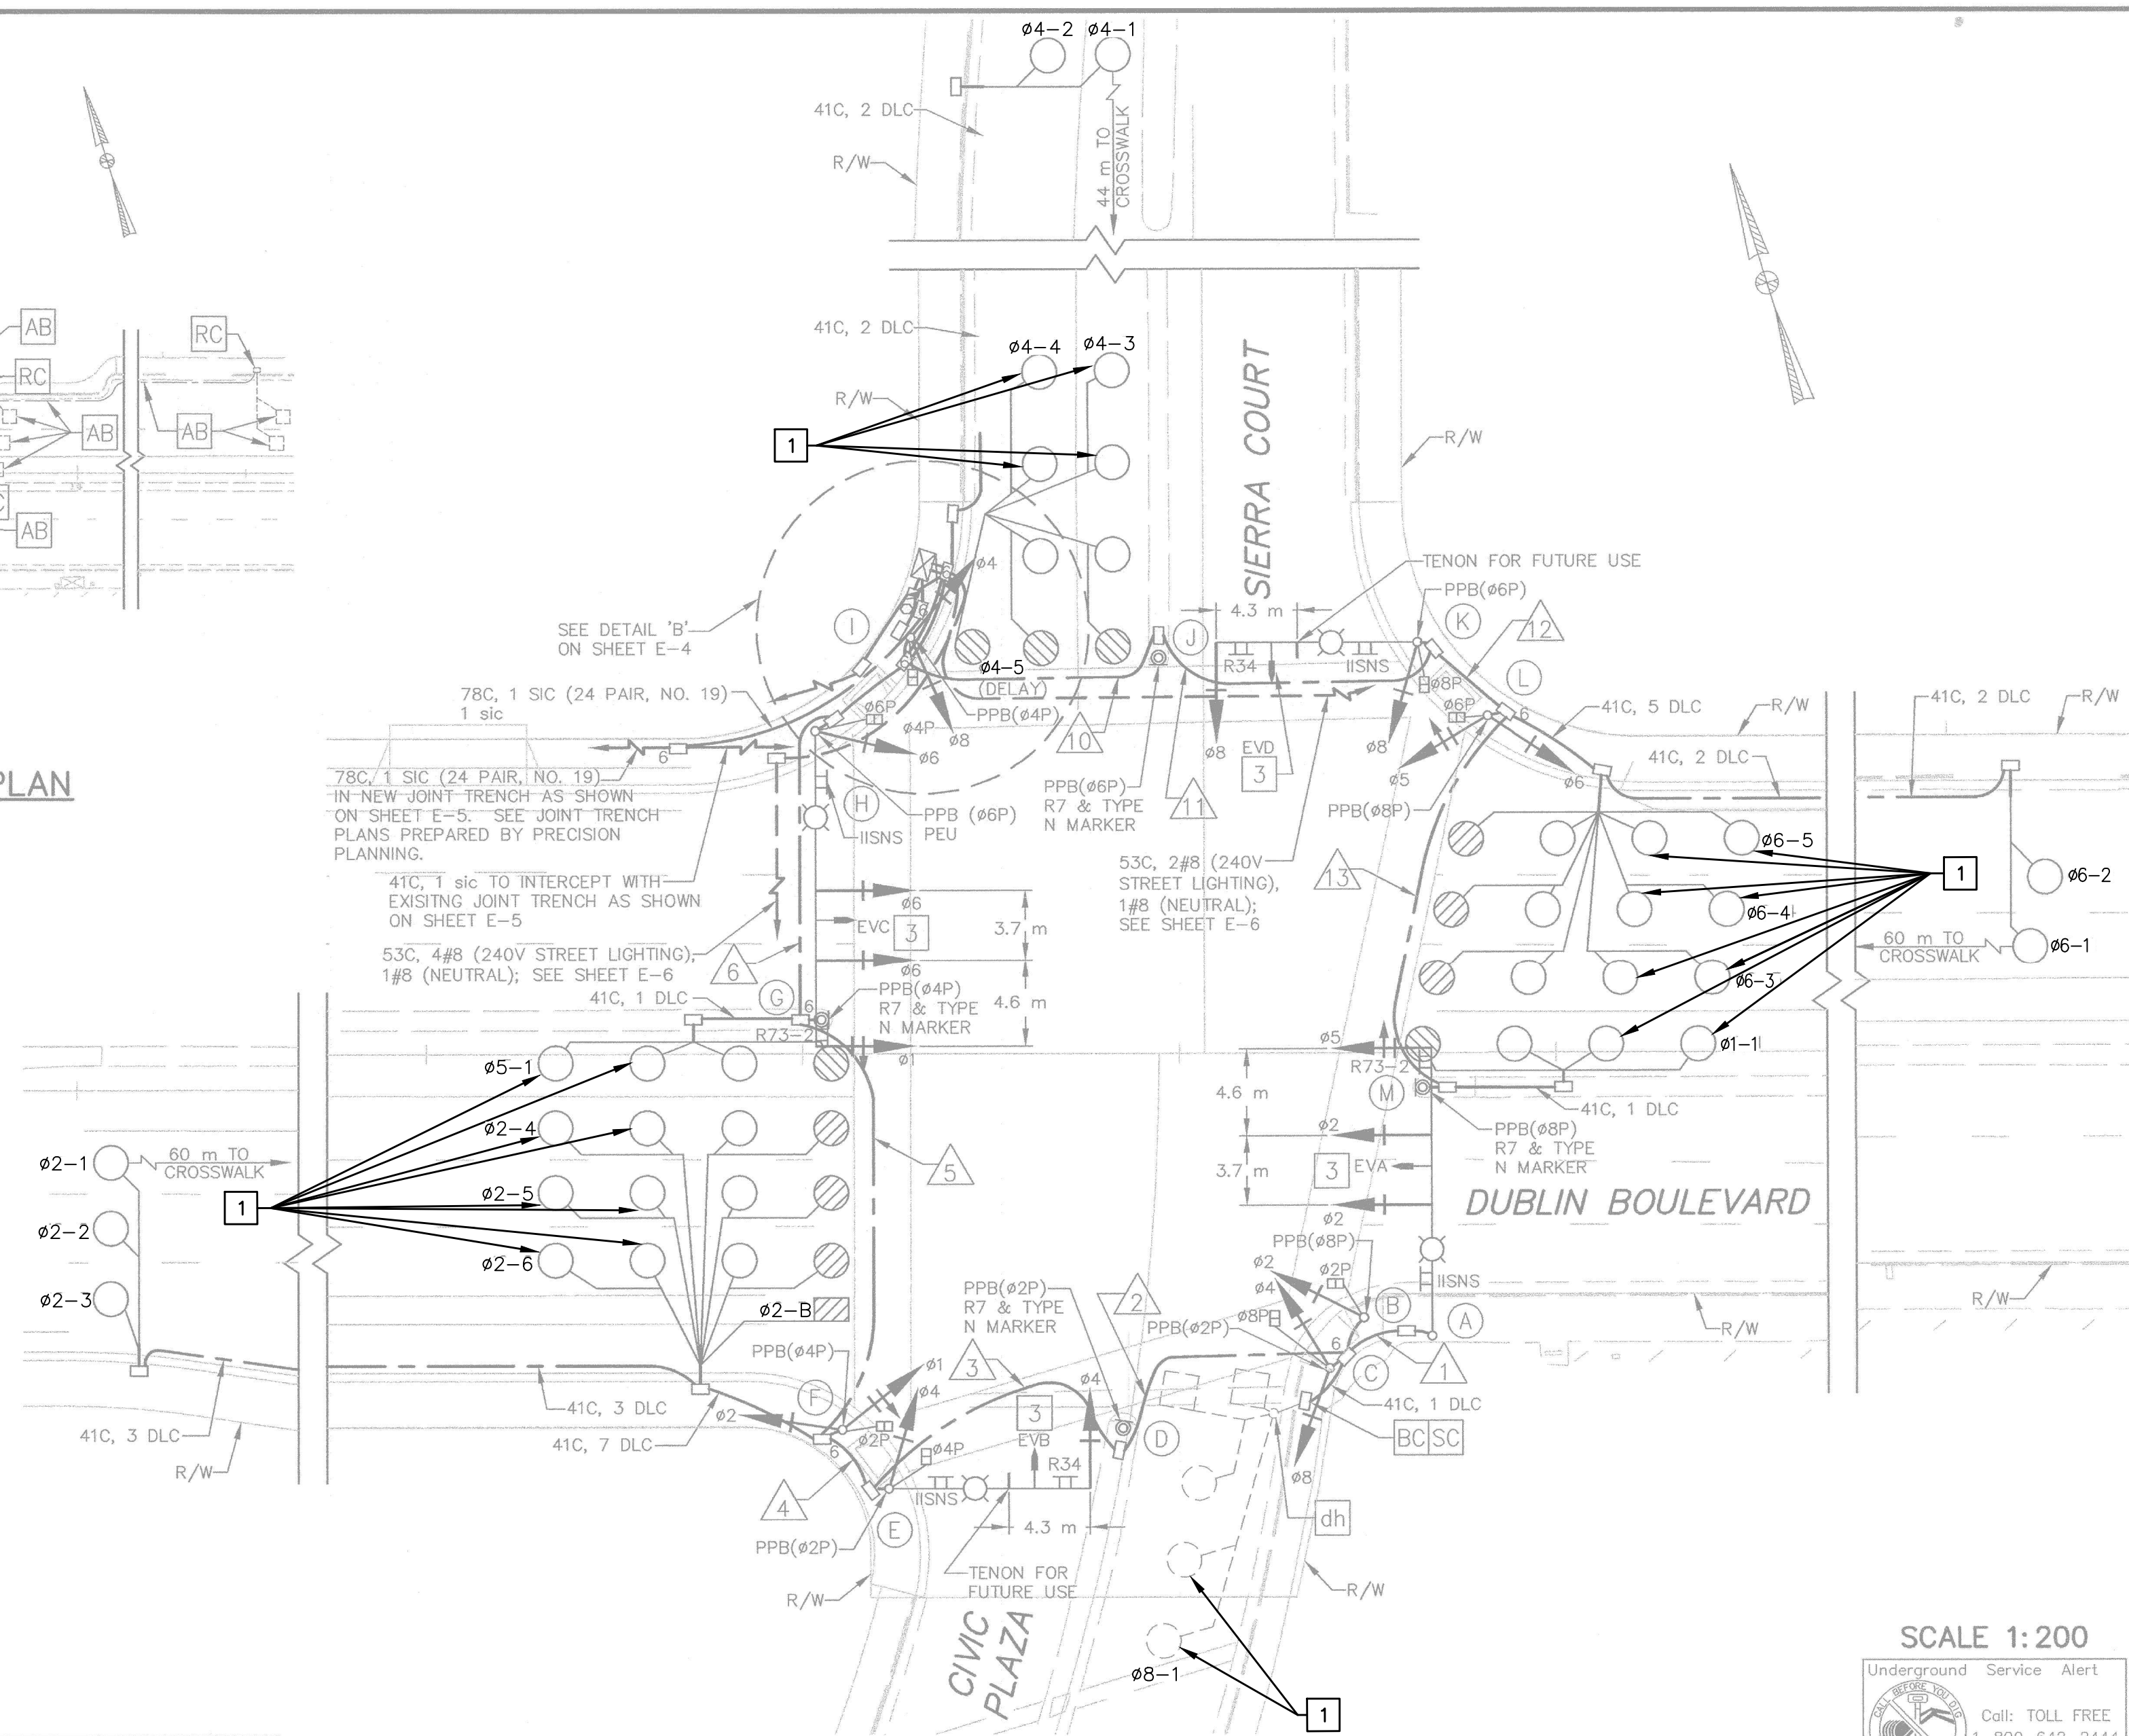 ø4-2
ø4-1
41C, 2 DLC
R/W
44 m TO
CROSSWALK
AB
RC
RC
AB
AB
AB
PLAN
41C, 2 DLC
ø4-4
ø4-3
R/W
1
SIERRA COURT
R/W
TENON FOR FUTURE USE
PPB(ø6P)
4.3 m
K
12
SEE DETAIL 'B'
ON SHEET E-4
I
ø4
6
J
R34
IISNS
L
ø4-5
(DELAY)
78C, 1 SIC (24 PAIR, NO. 19)
1 sic
ø6P
ø4P
PPB(ø4P)
ø8
10
ø8P
ø6P
6
41C, 5 DLC
R/W
41C, 2 DLC
R/W
ø6
6
78C, 1 SIC (24 PAIR, NO. 19)
IN NEW JOINT TRENCH AS SHOWN
ON SHEET E-5. SEE JOINT TRENCH
PLANS PREPARED BY PRECISION
PLANNING.
H
IISNS
PPB (ø6P)
PEU
PPB(ø6P)
R7 & TYPE
N MARKER
11
ø8
EVD
3
ø8
ø5
ø6
41C, 2 DLC
PPB(ø8P)
ø6-5
1
ø6-2
53C, 2#8 (240V
STREET LIGHTING),
1#8 (NEUTRAL);
SEE SHEET E-6
13
41C, 1 sic TO INTERCEPT WITH
EXISITNG JOINT TRENCH AS SHOWN
ON SHEET E-5
ø6
EVC
3
3.7 m
ø6-4
60 m TO
CROSSWALK
ø6-1
53C, 4#8 (240V STREET LIGHTING),
1#8 (NEUTRAL); SEE SHEET E-6
6
ø6
ø6-3
41C, 1 DLC
G
6
PPB(ø4P)
R7 & TYPE
N MARKER
4.6 m
R73-2
ø1
ø5-1
ø5
R73-2
ø1-1
4.6 m
M
41C, 1 DLC
ø2-4
ø2
PPB(ø8P)
R7 & TYPE
N MARKER
ø2-1
60 m TO
CROSSWALK
5
3.7 m
3
EVA
1
ø2-5
ø2
DUBLIN BOULEVARD
ø2-2
ø2-6
PPB(ø8P)
ø2
ø2P
IISNS
ø2-3
ø2-B
PPB(ø2P)
R7 & TYPE
N MARKER
2
ø4
ø8P
B
A
R/W
R/W
PPB(ø2P)
6
1
PPB(ø4P)
3
ø1
ø4
C
F
ø4
41C, 1 DLC
41C, 3 DLC
41C, 3 DLC
ø2
3
41C, 7 DLC
6
ø2P
ø4P
EVB
R34
D
BC
SC
R/W
ø8
4
IISNS
E
4.3 m
dh
PPB(ø2P)
TENON FOR
FUTURE USE
R/W
R/W
CIVIC
PLAZA
ø8-1
1
SCALE 1:200
Underground Service Alert
CALL BEFORE YOU DIG
Call: TOLL FREE